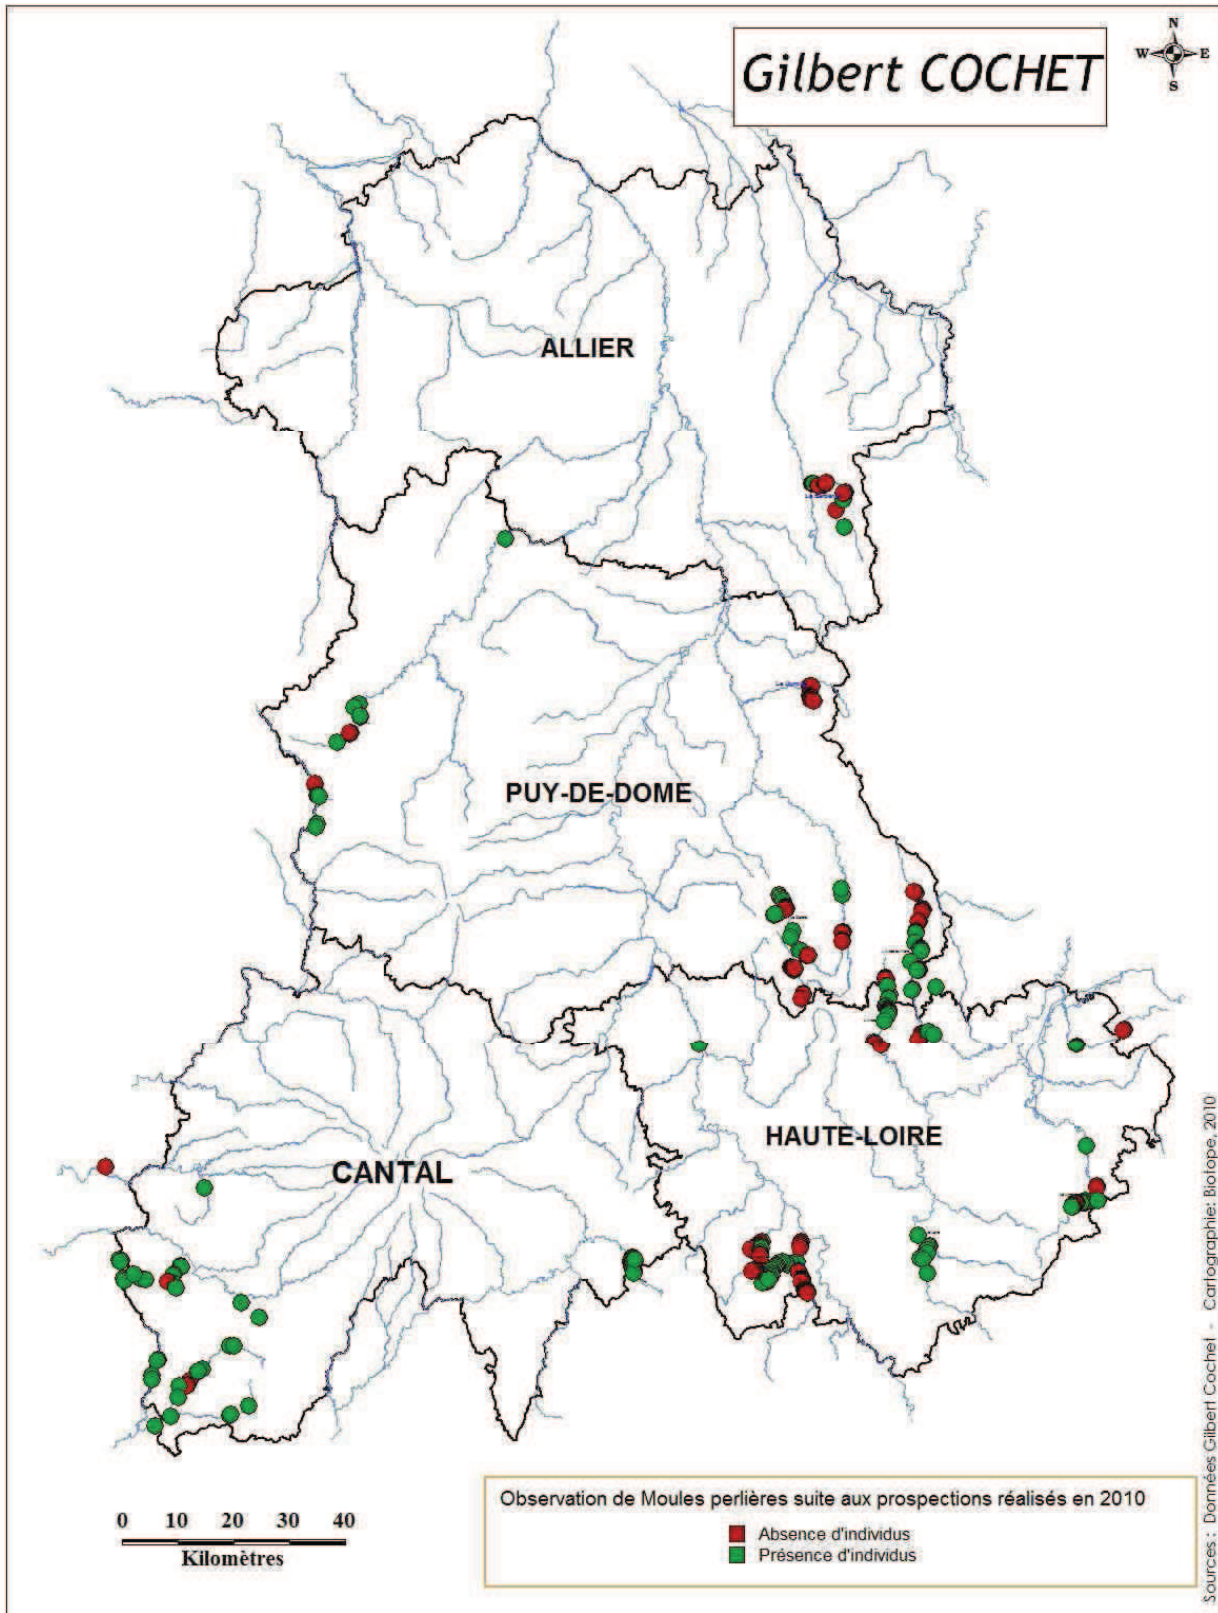 Gilbert COCHET
N
W E
S
ALLIER
PUY-DE-DOME
HAUTE-LOIRE
CANTAL
Observation de Moules perlières suite aux prospections réalisés en 2010
Absence d'individus
Présence d'individus
0 10 20 30 40
Kilomètres
Sources : Données Gilbert Cochet - Cartographie: Biotope, 2010